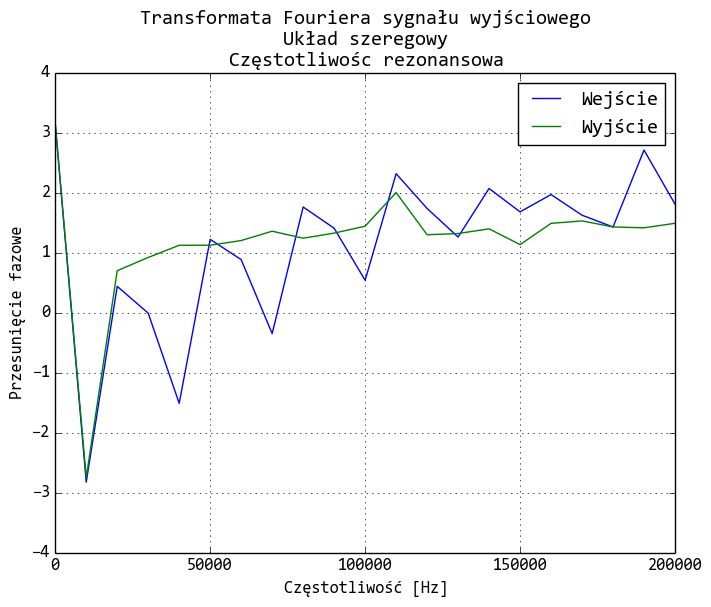 Transformata Fouriera sygnału wyjściowego
Układ szeregowy
Częstotliwośc rezonansowa
4
3
2
1
0
−1
−2
−3
−4
Przesunięcie fazowe
Wejście
Wyjście
0 50000 100000 150000 200000
Częstotliwość [Hz]